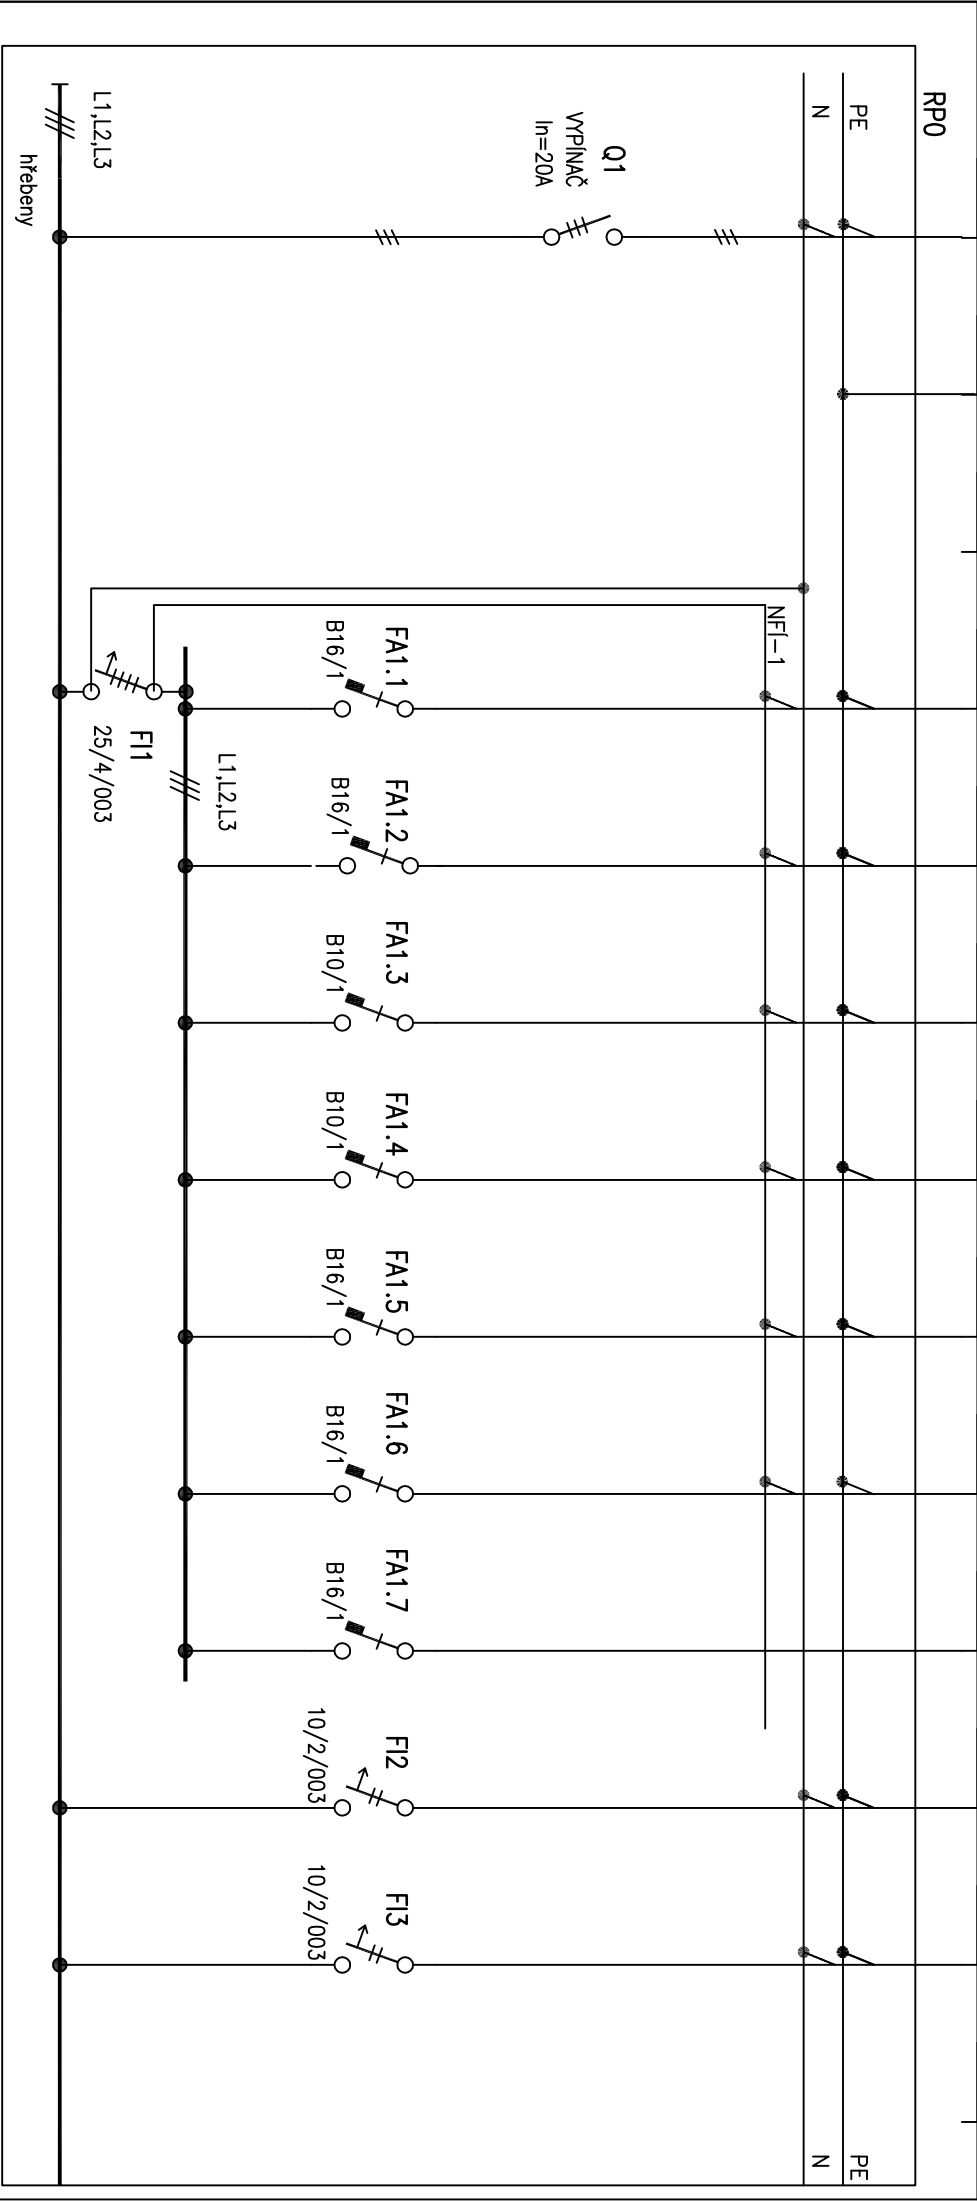 RP0
PE
N
Q1
VYPÍNAČ
In=20A
L1,L2,L3
hřebeny
NFÍ-1
FI1
25/4/003
L1,L2,L3
FA1.1
B16/1
FA1.2
B16/1
FA1.3
B10/1
FA1.4
B10/1
FA1.5
B16/1
FA1.6
B16/1
FA1.7
B16/1
FI2
10/2/003
FI3
10/2/003
PE
N